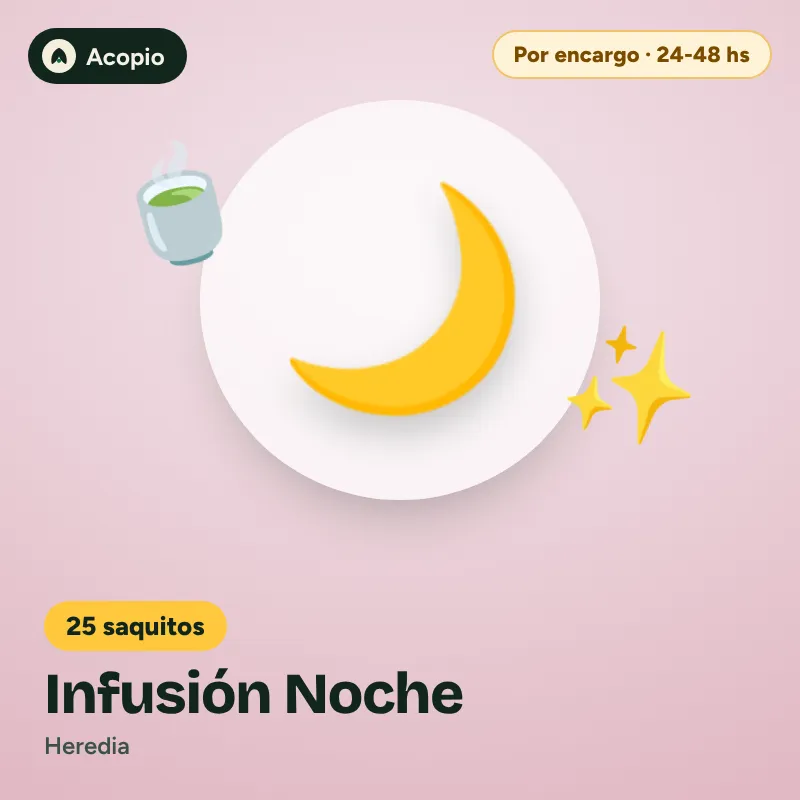 Acopio
Por encargo · 24-48 hs
25 saquitos
Infusión Noche
Heredia